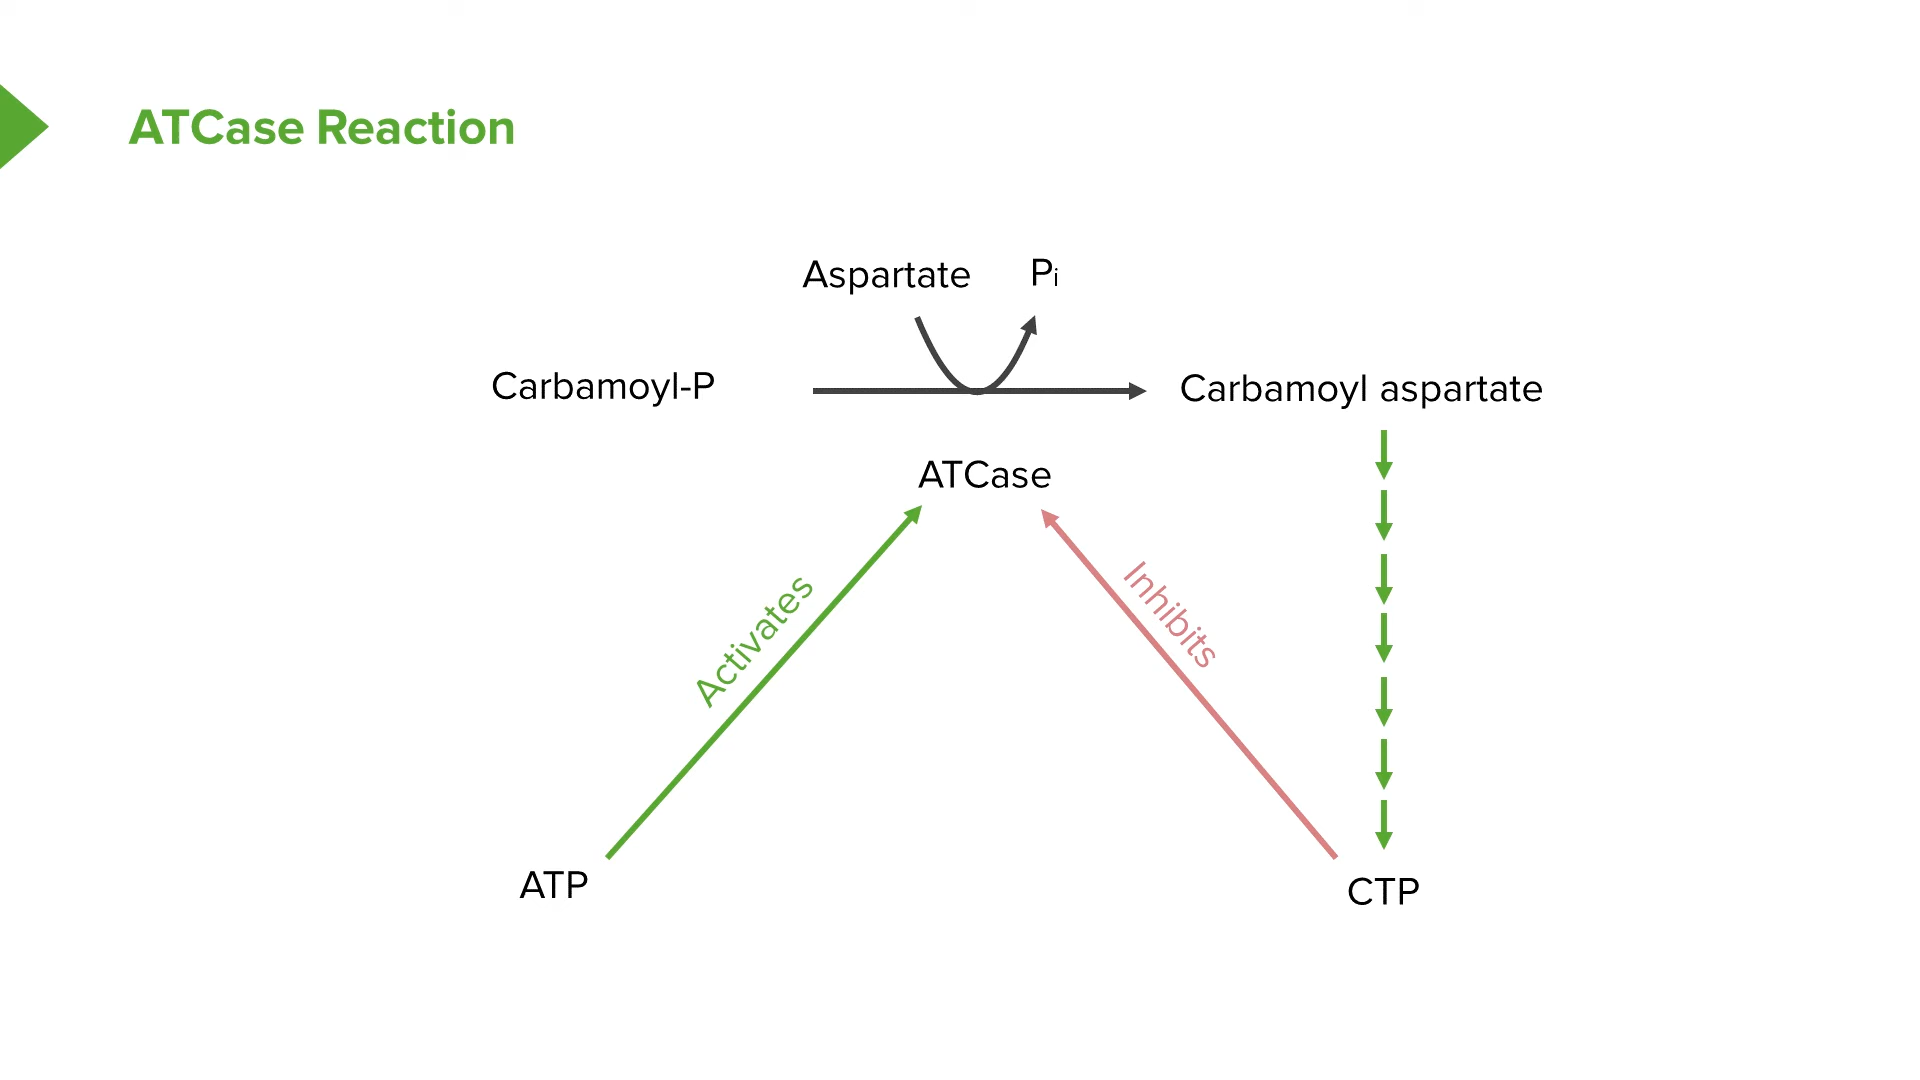 ATCase Reaction
Aspartate Pi
Carbamoyl-P
Carbamoyl aspartate
ATCase
Activates
Inhibits
ATP
CTP